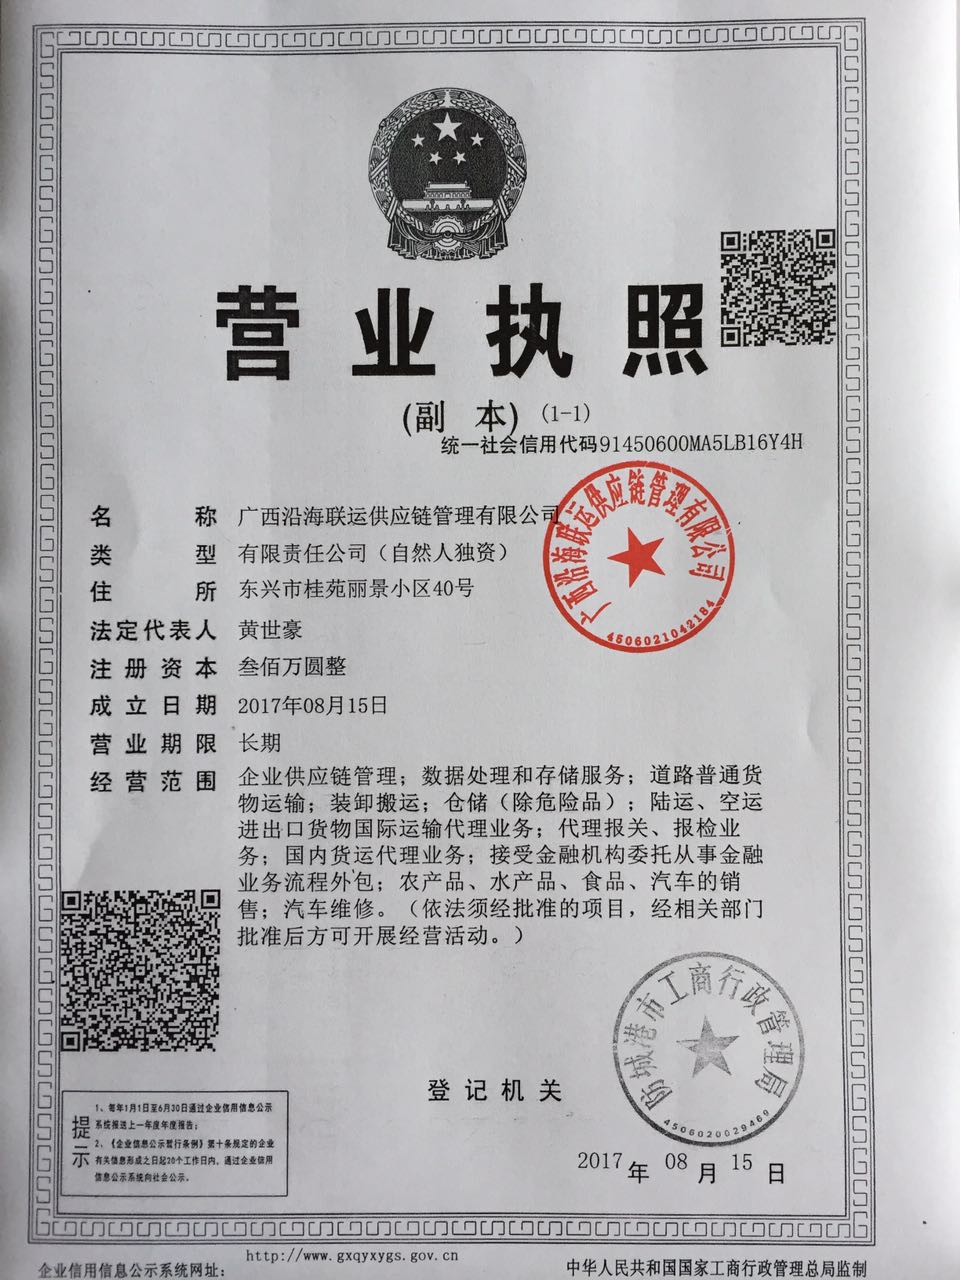 营业执照
(副 本) (1-1)
统一社会信用代码91450600MA5LB16Y4H
名称 广西沿海联运供应链管理有限公司
类型 有限责任公司（自然人独资）
住所 东兴市桂苑丽景小区40号
法定代表人 黄世豪
注册资本 叁佰万圆整
成立日期 2017年08月15日
营业期限 长期
经营范围 企业供应链管理；数据处理和存储服务；道路普通货
物运输；装卸搬运；仓储（除危险品）；陆运、空运
进出口货物国际运输代理业务；代理报关、报检业
务；国内货运代理业务；接受金融机构委托从事金融
业务流程外包；农产品、水产品、食品、汽车的销
售；汽车维修。（依法须经批准的项目，经相关部门
批准后方可开展经营活动。）
广西沿海联运供应链管理有限公司
4506021042184
登记机关
防城港市工商行政管理局
4506020029469
2017年08月15日
提示
1、每年1月1日至6月30日通过企业信用信息公示
系统报送上一年度年度报告；
2、《企业信息公示暂行条例》第十条规定的企业
有关信息形成之日起20个工作日内，通过企业信用
信息公示系统向社会公示。
企业信用信息公示系统网址：
http://www.gxqyxygs.gov.cn
中华人民共和国国家工商行政管理总局监制